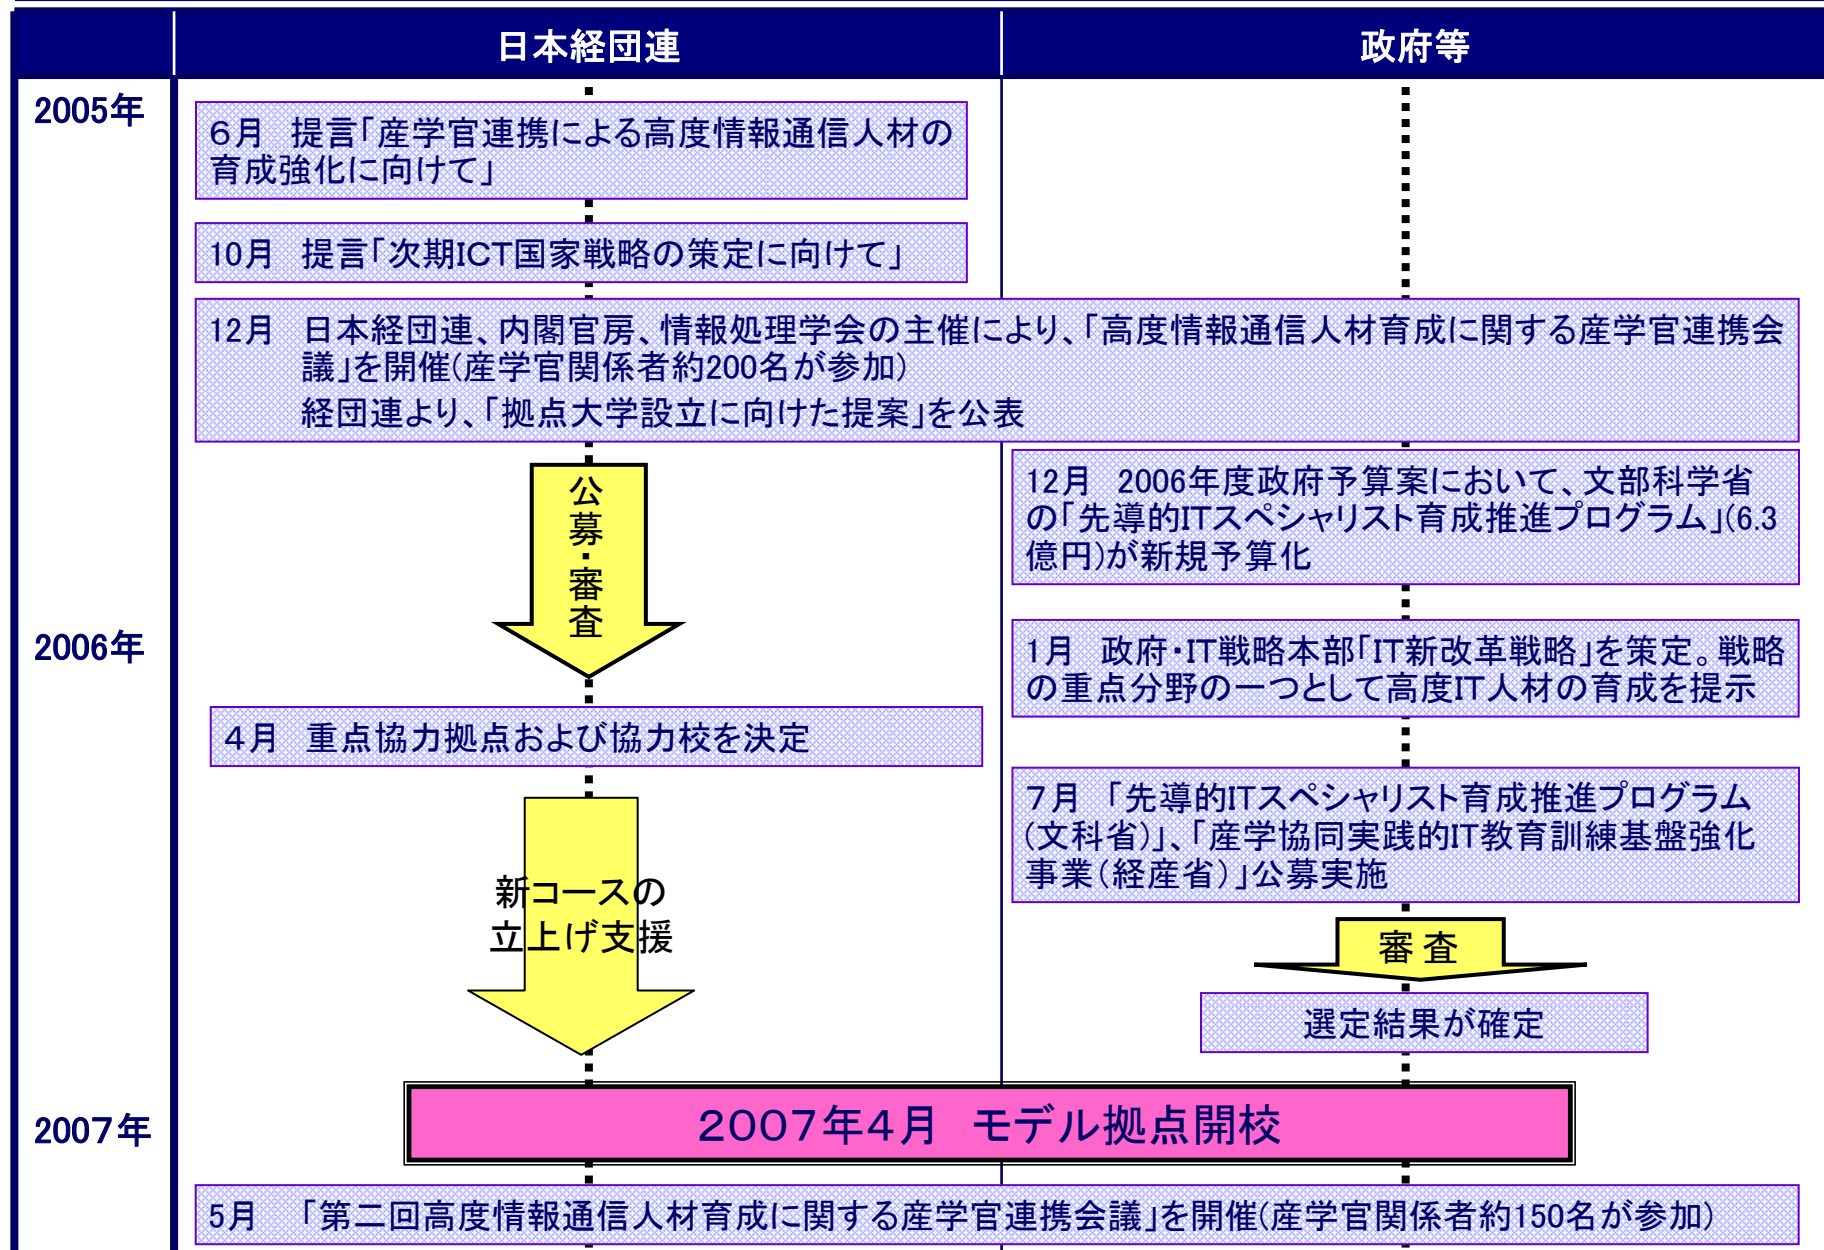 日本経団連
政府等
2005年
６月　提言「産学官連携による高度情報通信人材の
育成強化に向けて」
10月　提言「次期ICT国家戦略の策定に向けて」
12月　日本経団連、内閣官房、情報処理学会の主催により、「高度情報通信人材育成に関する産学官連携会
議」を開催(産学官関係者約200名が参加)
経団連より、「拠点大学設立に向けた提案」を公表
公募・審査
12月　2006年度政府予算案において、文部科学省
の「先導的ITスペシャリスト育成推進プログラム」(6.3
億円)が新規予算化
2006年
1月　政府・IT戦略本部「IT新改革戦略」を策定。戦略
の重点分野の一つとして高度IT人材の育成を提示
４月　重点協力拠点および協力校を決定
７月　「先導的ITスペシャリスト育成推進プログラム
(文科省)」、「産学協同実践的IT教育訓練基盤強化
事業（経産省）」公募実施
新コースの
立上げ支援
審 査
選定結果が確定
2007年
２００７年４月　モデル拠点開校
5月　「第二回高度情報通信人材育成に関する産学官連携会議」を開催(産学官関係者約150名が参加)